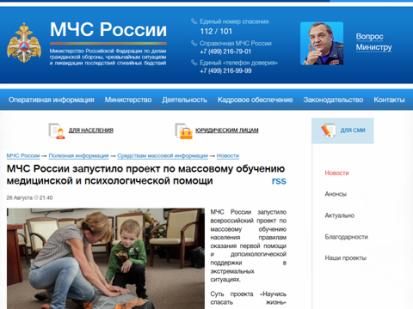 МЧС России
Министерство Российской Федерации по делам
гражданской обороны, чрезвычайным ситуациям
и ликвидации последствий стихийных бедствий
Единый номер спасения
112 / 101
Справочная МЧС России
+7 (499) 216-79-01
Единый «телефон доверия»
+7 (499) 216-99-99
Вопрос
Министру
Оперативная информация
Министерство
Деятельность
Кадровое обеспечение
Законодательство
Контакты
ДЛЯ НАСЕЛЕНИЯ
ЮРИДИЧЕСКИМ ЛИЦАМ
ДЛЯ СМИ
МЧС России → Полезная информация → Средствам массовой информации → Новости
МЧС России запустило проект по массовому обучению
медицинской и психологической помощи
rss
26 Августа 21:40
МЧС России запустило
всероссийский проект по
массовому обучению
населения правилам
оказания первой помощи
и допсихологической
поддержки в
экстремальных
ситуациях.
Суть проекта «Научись
спасать жизнь»
Новости
Анонсы
Актуально
Благодарности
Наши проекты